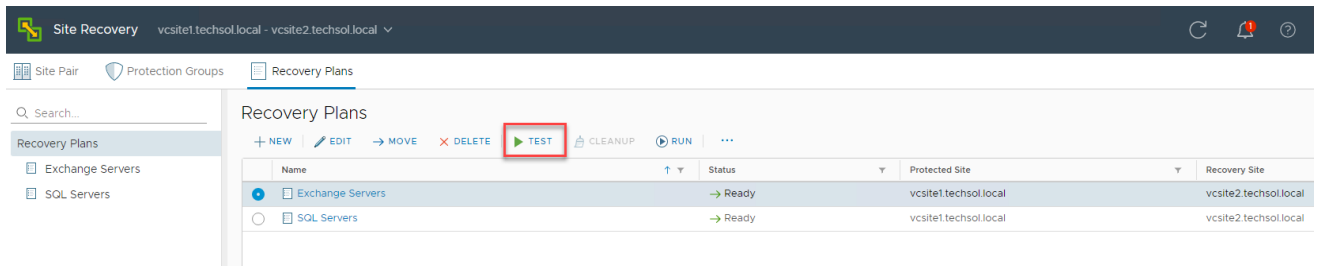 Site Recovery vcsite1.techsol.local - vcsite2.techsol.local
1
Site Pair Protection Groups Recovery Plans
Search...
Recovery Plans
Exchange Servers
SQL Servers
Recovery Plans
NEW EDIT MOVE DELETE TEST CLEANUP RUN ...
Name Status Protected Site Recovery Site
Exchange Servers Ready vcsite1.techsol.local vcsite2.techsol.local
SQL Servers Ready vcsite1.techsol.local vcsite2.techsol.local